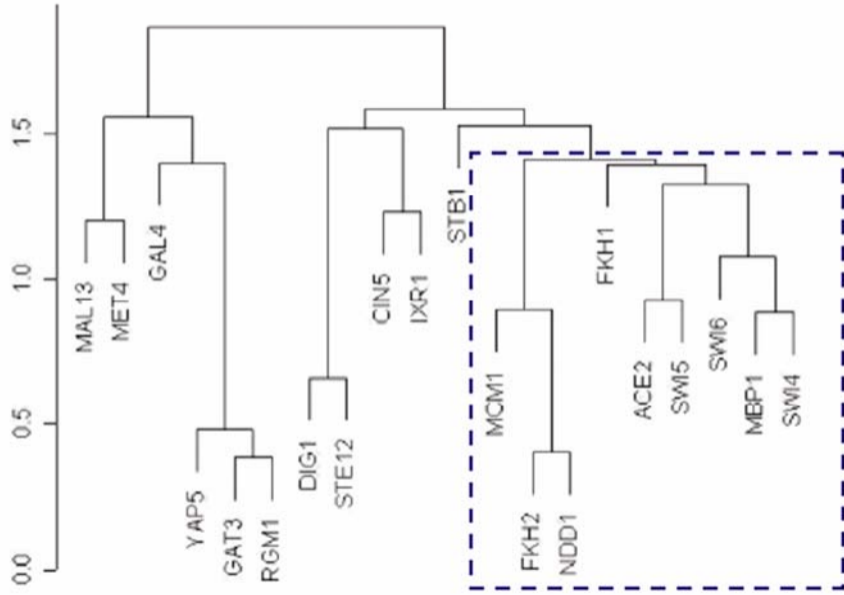 1.5
1.0
0.5
0.0
MAL13
MET4
GAL4
YAP5
GAT3
RGM1
DIG1
STE12
CIN5
IXR1
STB1
MCM1
FKH2
NDD1
FKH1
ACE2
SWI5
SWI6
MBP1
SWI4